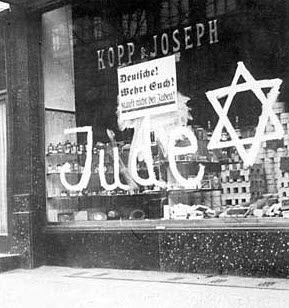 KOPP & JOSEPH
Deutsche!
Wehrt Euch!
Kauft nicht bei Juden!
Jude